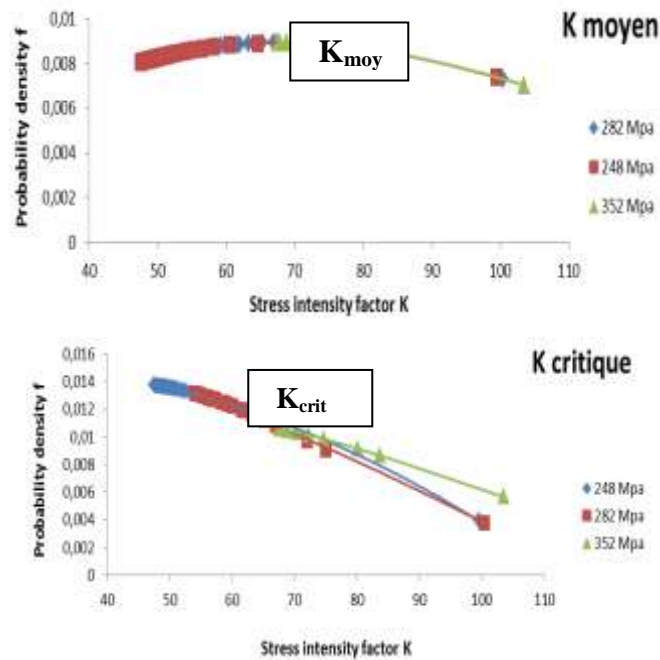 K moyen
K_moy
Probability density f
0,01
0,008
0,006
0,004
0,002
0
40 50 60 70 80 90 100 110
Stress intensity factor K
282 Mpa
248 Mpa
352 Mpa
K critique
K_crit
Probability density f
0,016
0,014
0,012
0,01
0,008
0,006
0,004
0,002
0
40 50 60 70 80 90 100 110
Stress intensity factor K
248 Mpa
282 Mpa
352 Mpa